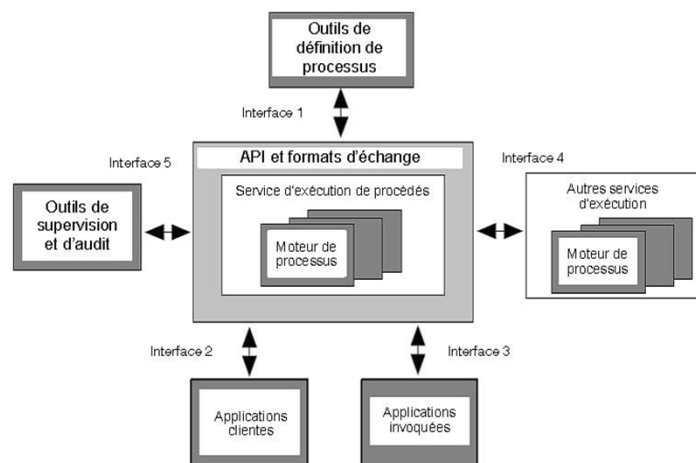 Outils de
définition de
processus
Interface 1
Interface 5
API et formats d'échange
Interface 4
Service d'exécution de procédés
Autres services
d'exécution
Outils de
supervision
et d'audit
Moteur de
processus
Moteur de
processus
Interface 2
Interface 3
Applications
clientes
Applications
invoquées